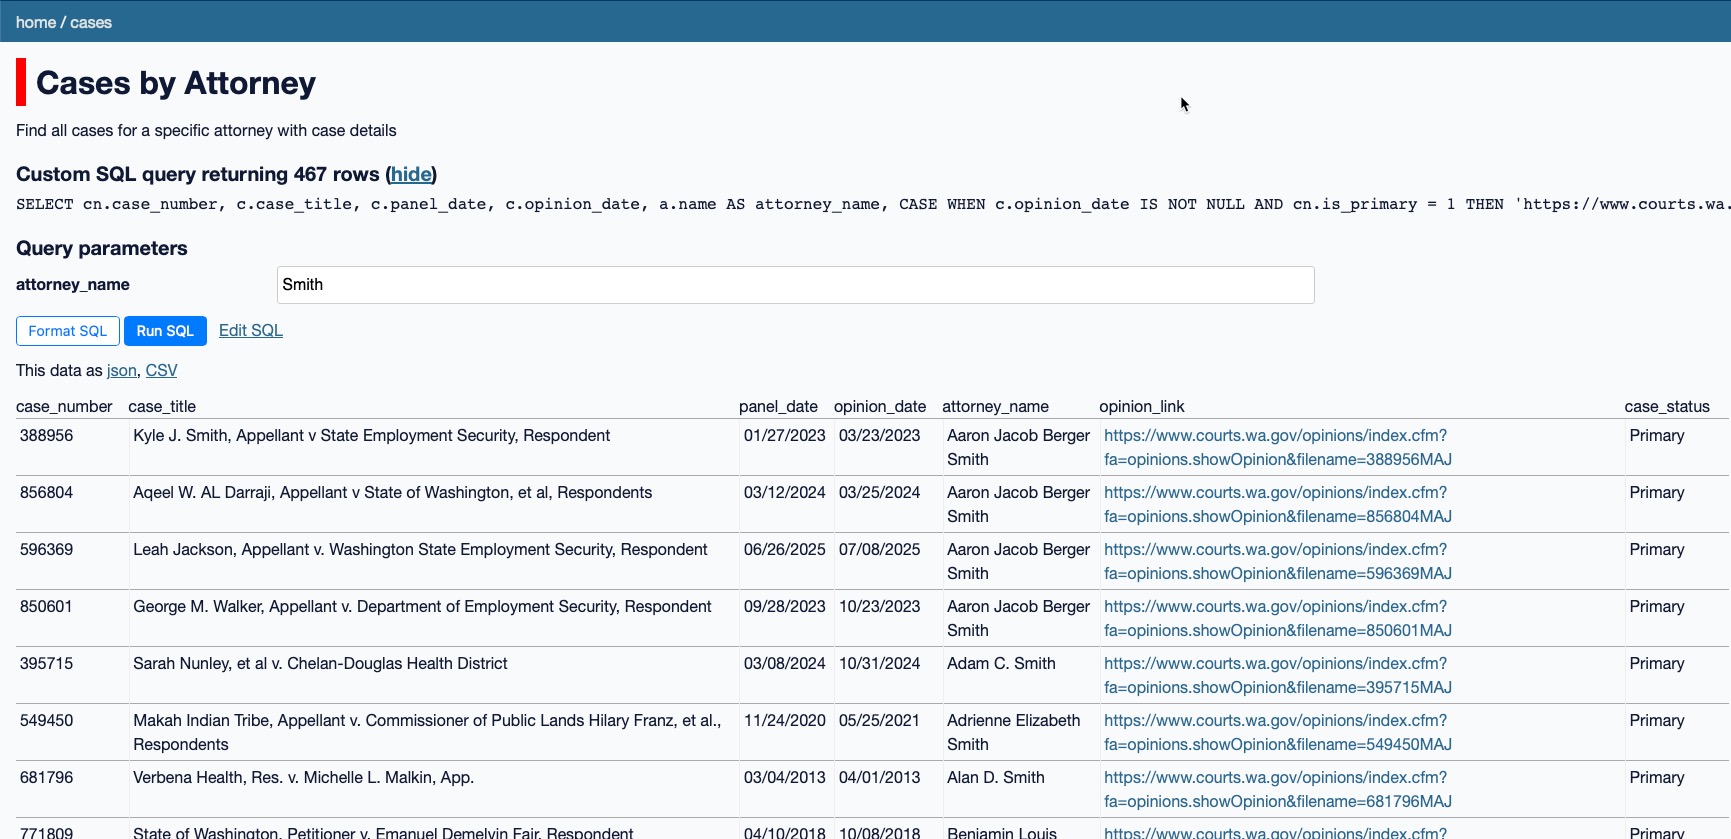 home / cases
Cases by Attorney
Find all cases for a specific attorney with case details
Custom SQL query returning 467 rows (hide)
SELECT cn.case_number, c.case_title, c.panel_date, c.opinion_date, a.name AS attorney_name, CASE WHEN c.opinion_date IS NOT NULL AND cn.is_primary = 1 THEN 'https://www.courts.wa.
Query parameters
attorney_name Smith
Format SQL Run SQL Edit SQL
This data as json, CSV
case_number case_title panel_date opinion_date attorney_name opinion_link case_status
388956 Kyle J. Smith, Appellant v State Employment Security, Respondent 01/27/2023 03/23/2023 Aaron Jacob Berger https://www.courts.wa.gov/opinions/index.cfm? Primary
Smith fa=opinions.showOpinion&filename=388956MAJ
856804 Aqeel W. AL Darraji, Appellant v State of Washington, et al, Respondents 03/12/2024 03/25/2024 Aaron Jacob Berger https://www.courts.wa.gov/opinions/index.cfm? Primary
Smith fa=opinions.showOpinion&filename=856804MAJ
596369 Leah Jackson, Appellant v. Washington State Employment Security, Respondent 06/26/2025 07/08/2025 Aaron Jacob Berger https://www.courts.wa.gov/opinions/index.cfm? Primary
Smith fa=opinions.showOpinion&filename=596369MAJ
850601 George M. Walker, Appellant v. Department of Employment Security, Respondent 09/28/2023 10/23/2023 Aaron Jacob Berger https://www.courts.wa.gov/opinions/index.cfm? Primary
Smith fa=opinions.showOpinion&filename=850601MAJ
395715 Sarah Nunley, et al v. Chelan-Douglas Health District 03/08/2024 10/31/2024 Adam C. Smith https://www.courts.wa.gov/opinions/index.cfm? Primary
fa=opinions.showOpinion&filename=395715MAJ
549450 Makah Indian Tribe, Appellant v. Commissioner of Public Lands Hilary Franz, et al., 11/24/2020 05/25/2021 Adrienne Elizabeth https://www.courts.wa.gov/opinions/index.cfm? Primary
Respondents Smith fa=opinions.showOpinion&filename=549450MAJ
681796 Verbena Health, Res. v. Michelle L. Malkin, App. 03/04/2013 04/01/2013 Alan D. Smith https://www.courts.wa.gov/opinions/index.cfm? Primary
fa=opinions.showOpinion&filename=681796MAJ
771809 State of Washington, Petitioner v. Emanuel Demelvin Fair, Respondent 04/10/2018 10/08/2018 Benjamin Louis https://www.courts.wa.gov/opinions/index.cfm? Primary